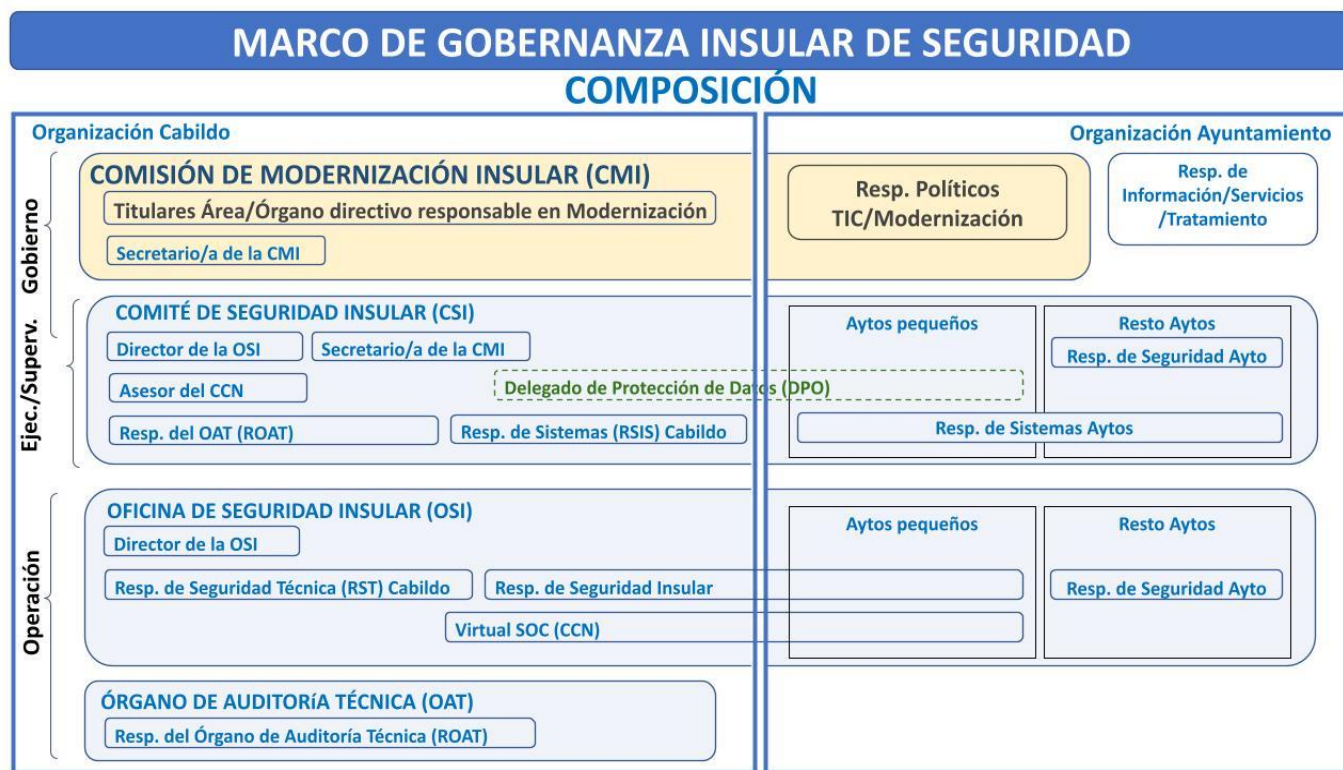 MARCO DE GOBERNANZA INSULAR DE SEGURIDAD
COMPOSICIÓN
Organización Cabildo
Organización Ayuntamiento
Gobierno
COMISIÓN DE MODERNIZACIÓN INSULAR (CMI)
Titulares Área/Órgano directivo responsable en Modernización
Secretario/a de la CMI
Resp. Políticos
TIC/Modernización
Resp. de
Información/Servicios
/Tratamiento
Ejec./Superv.
COMITÉ DE SEGURIDAD INSULAR (CSI)
Aytos pequeños
Resto Aytos
Director de la OSI
Secretario/a de la CMI
Resp. de Seguridad Ayto
Asesor del CCN
Delegado de Protección de Datos (DPO)
Resp. del OAT (ROAT)
Resp. de Sistemas (RSIS) Cabildo
Resp. de Sistemas Aytos
Operación
OFICINA DE SEGURIDAD INSULAR (OSI)
Aytos pequeños
Resto Aytos
Director de la OSI
Resp. de Seguridad Técnica (RST) Cabildo
Resp. de Seguridad Insular
Resp. de Seguridad Ayto
Virtual SOC (CCN)
ÓRGANO DE AUDITORíA TÉCNICA (OAT)
Resp. del Órgano de Auditoría Técnica (ROAT)